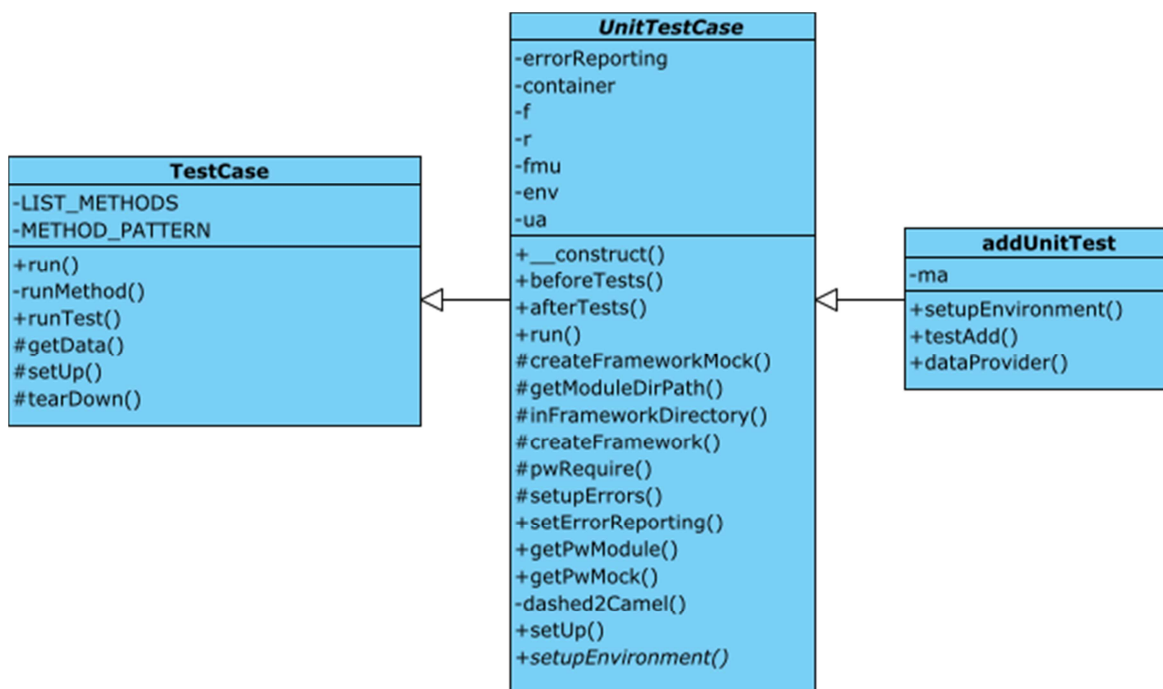 TestCase
-LIST_METHODS
-METHOD_PATTERN
+run()
-runMethod()
+runTest()
#getData()
#setUp()
#tearDown()
UnitTestCase
-errorReporting
-container
-f
-r
-fmu
-env
-ua
+__construct()
+beforeTests()
+afterTests()
+run()
#createFrameworkMock()
#getModuleDirPath()
#inFrameworkDirectory()
#createFramework()
#pwRequire()
#setupErrors()
+setErrorReporting()
+getPwModule()
+getPwMock()
-dashed2Camel()
+setUp()
+setupEnvironment()
addUnitTest
-ma
+setupEnvironment()
+testAdd()
+dataProvider()